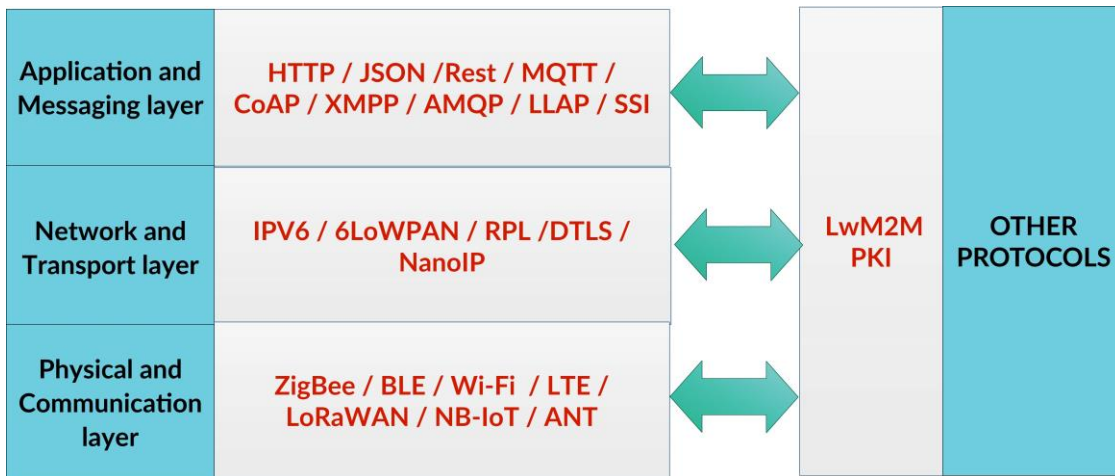 Application and
Messaging layer
HTTP / JSON /Rest / MQTT /
CoAP / XMPP / AMQP / LLAP / SSI
Network and
Transport layer
IPV6 / 6LoWPAN / RPL /DTLS /
NanoIP
Physical and
Communication
layer
ZigBee / BLE / Wi-Fi / LTE /
LoRaWAN / NB-IoT / ANT
LwM2M
PKI
OTHER
PROTOCOLS